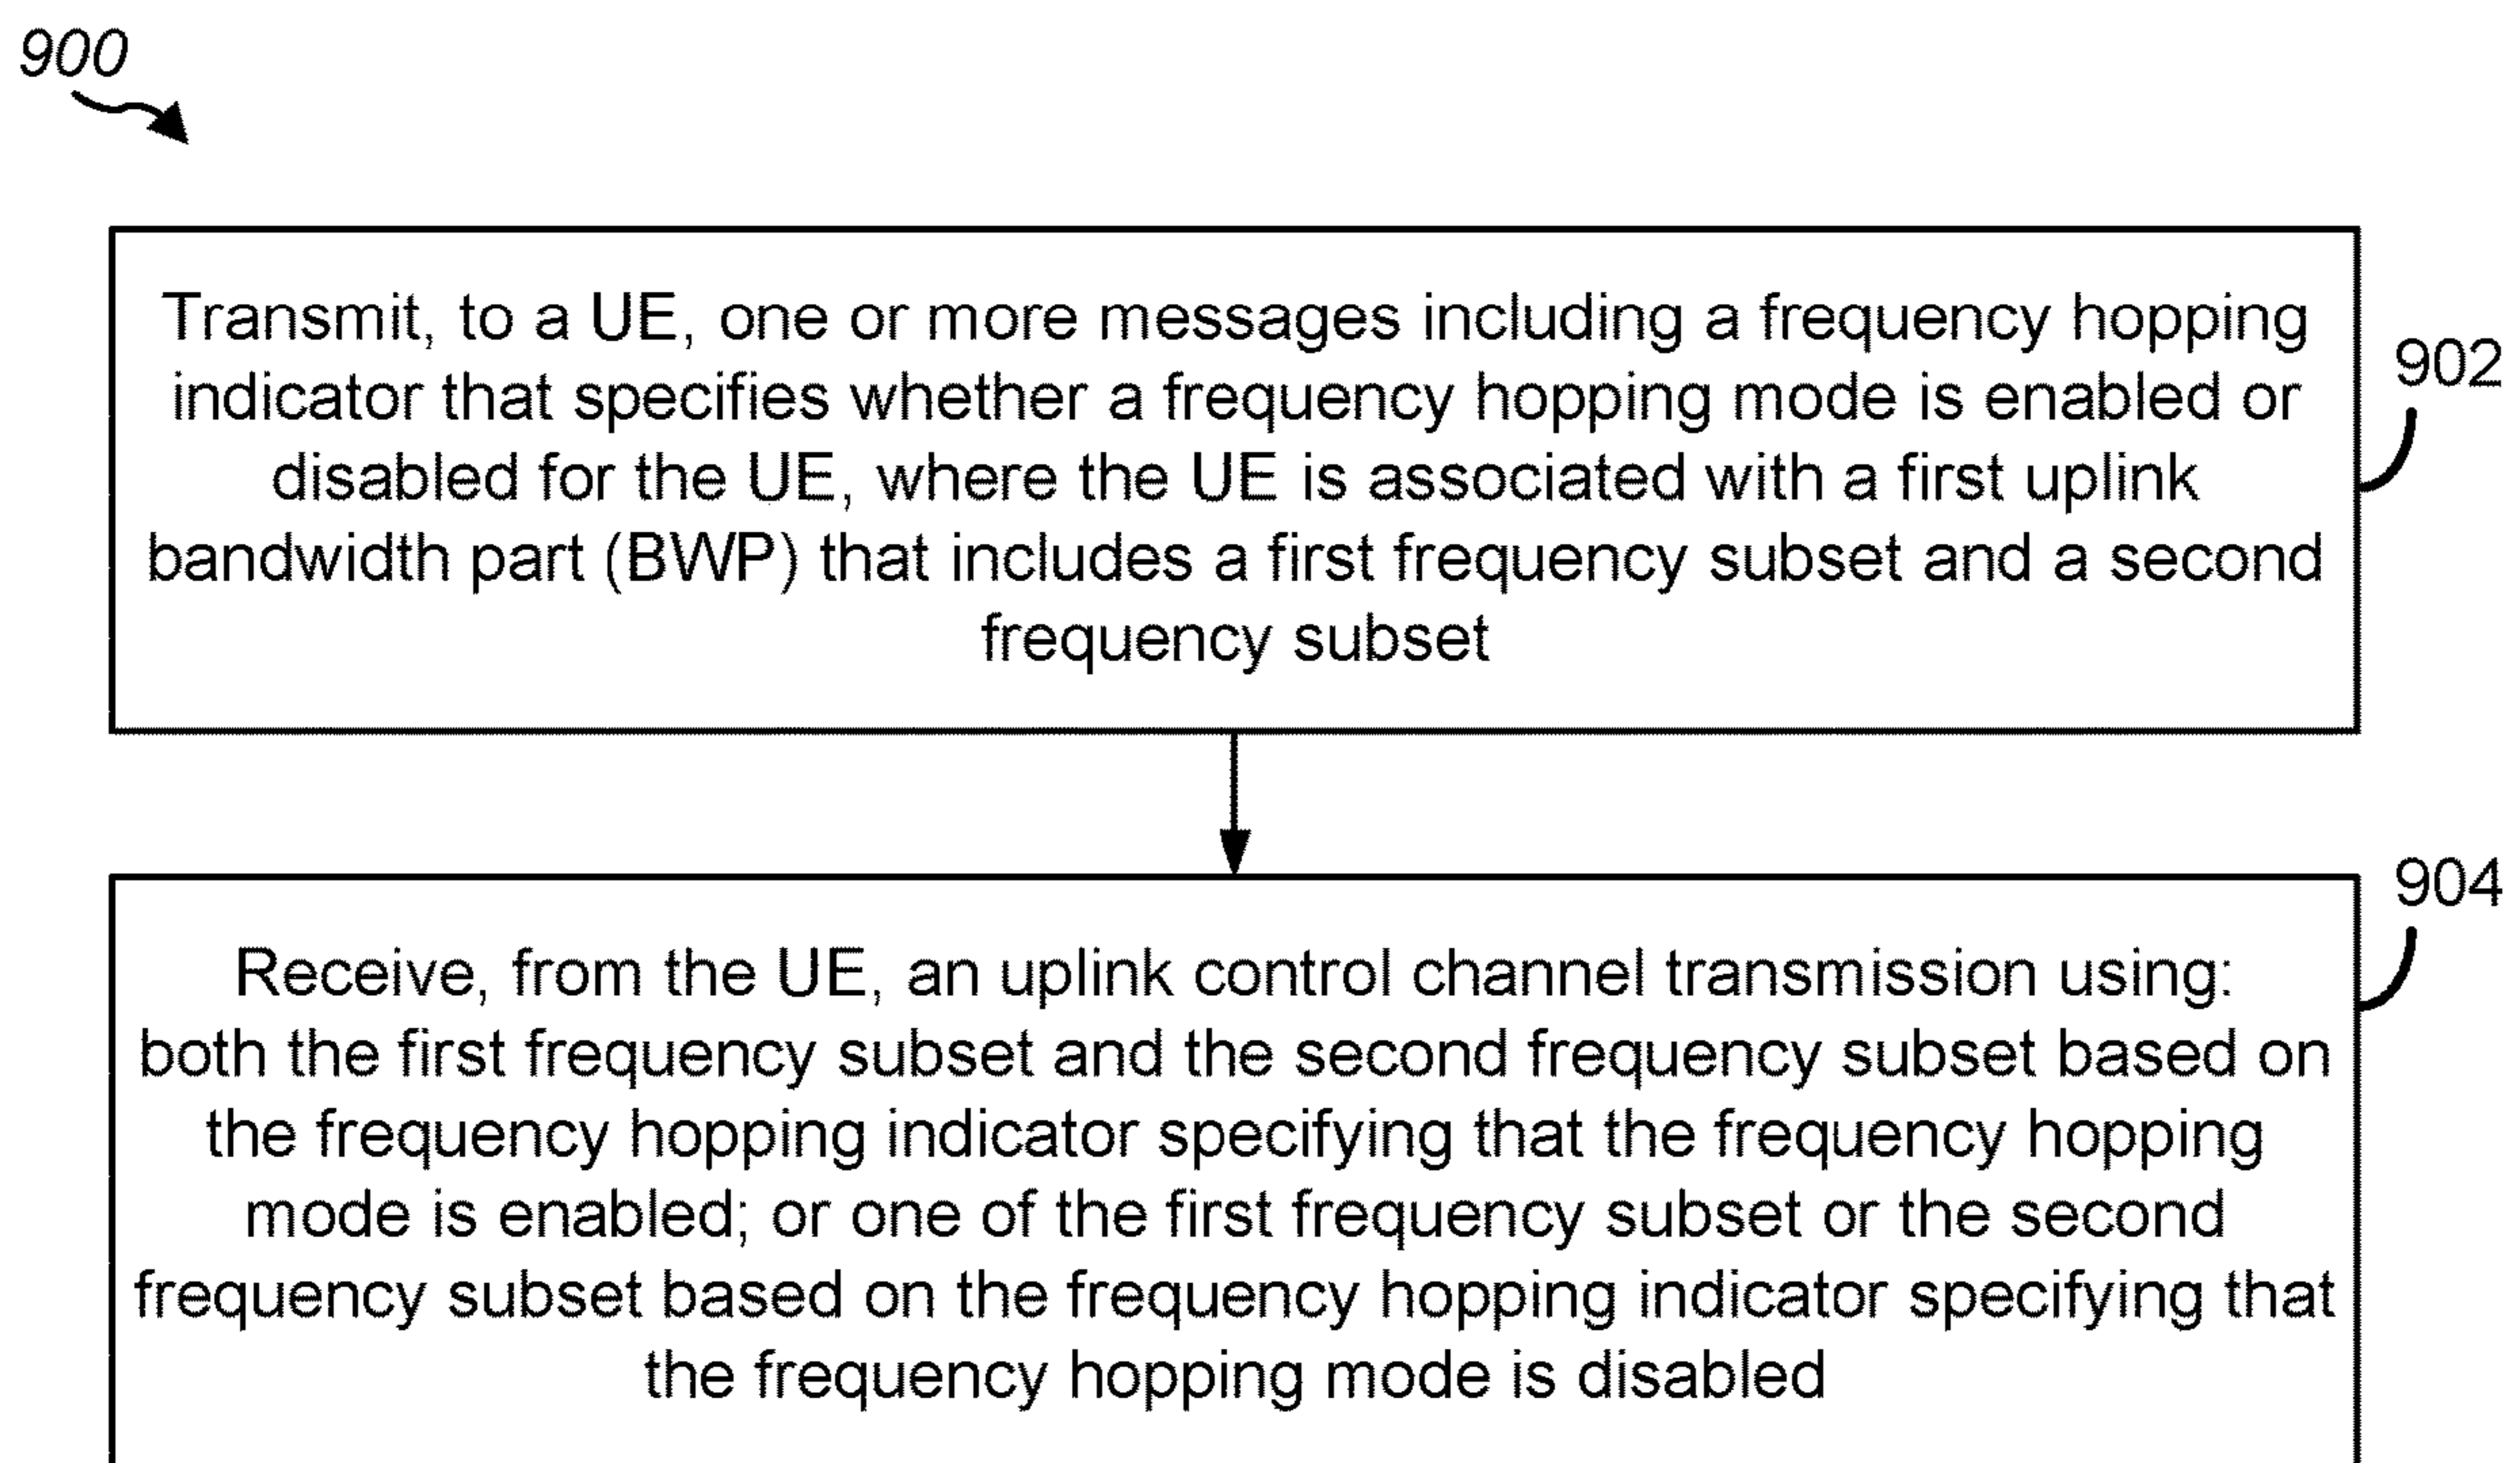 900
Transmit, to a UE, one or more messages including a frequency hopping
indicator that specifies whether a frequency hopping mode is enabled or
disabled for the UE, where the UE is associated with a first uplink
bandwidth part (BWP) that includes a first frequency subset and a second
frequency subset
902
Receive, from the UE, an uplink control channel transmission using:
both the first frequency subset and the second frequency subset based on
the frequency hopping indicator specifying that the frequency hopping
mode is enabled; or one of the first frequency subset or the second
frequency subset based on the frequency hopping indicator specifying that
the frequency hopping mode is disabled
904